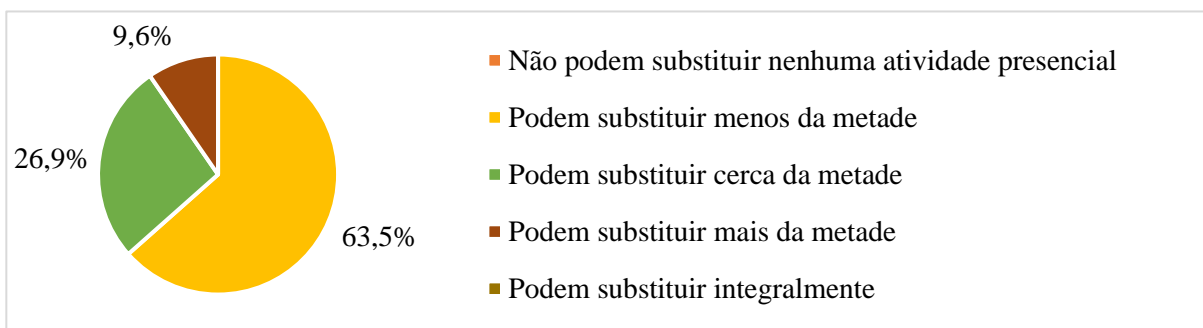 9,6%
26,9%
63,5%
Não podem substituir nenhuma atividade presencial
Podem substituir menos da metade
Podem substituir cerca da metade
Podem substituir mais da metade
Podem substituir integralmente